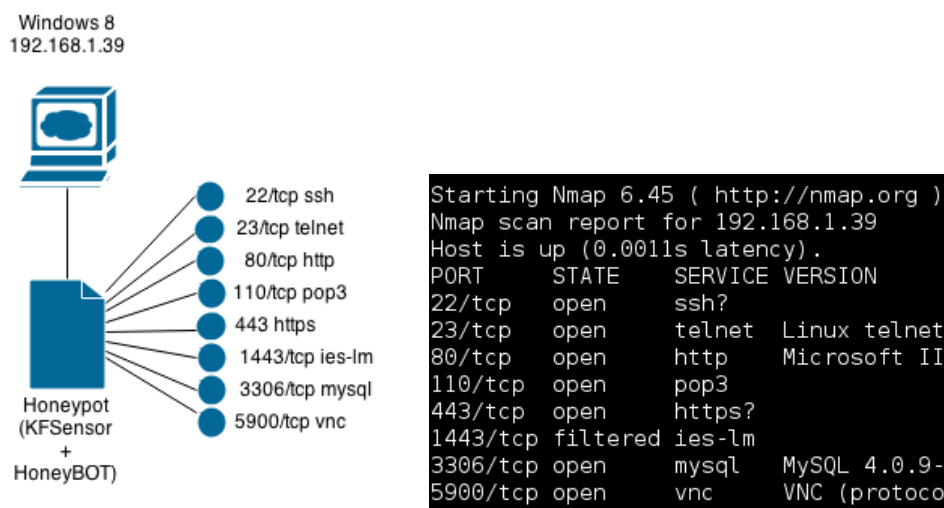 Windows 8
192.168.1.39
22/tcp ssh
23/tcp telnet
80/tcp http
110/tcp pop3
443 https
1443/tcp ies-lm
3306/tcp mysql
5900/tcp vnc
Honeypot
(KFSensor
+
HoneyBOT)
Starting Nmap 6.45 ( http://nmap.org )
Nmap scan report for 192.168.1.39
Host is up (0.0011s latency).
PORT STATE SERVICE VERSION
22/tcp open ssh?
23/tcp open telnet Linux telnet
80/tcp open http Microsoft II
110/tcp open pop3
443/tcp open https?
1443/tcp filtered ies-lm
3306/tcp open mysql MySQL 4.0.9-
5900/tcp open vnc VNC (protoco